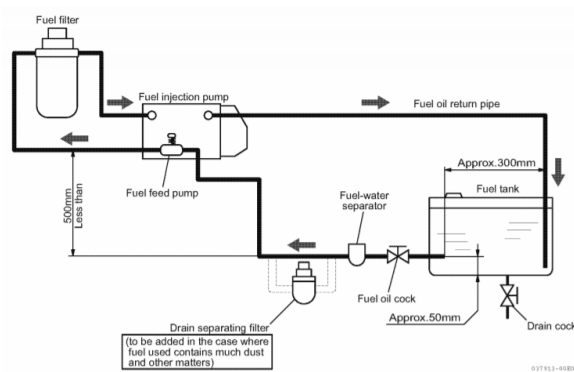 Fuel filter
Fuel injection pump
Fuel oil return pipe
Approx.300mm
Fuel tank
500mm
Less than
Fuel feed pump
Fuel-water
separator
Fuel oil cock
Approx.50mm
Drain cock
Drain separating filter
(to be added in the case where
fuel used contains much dust
and other matters)